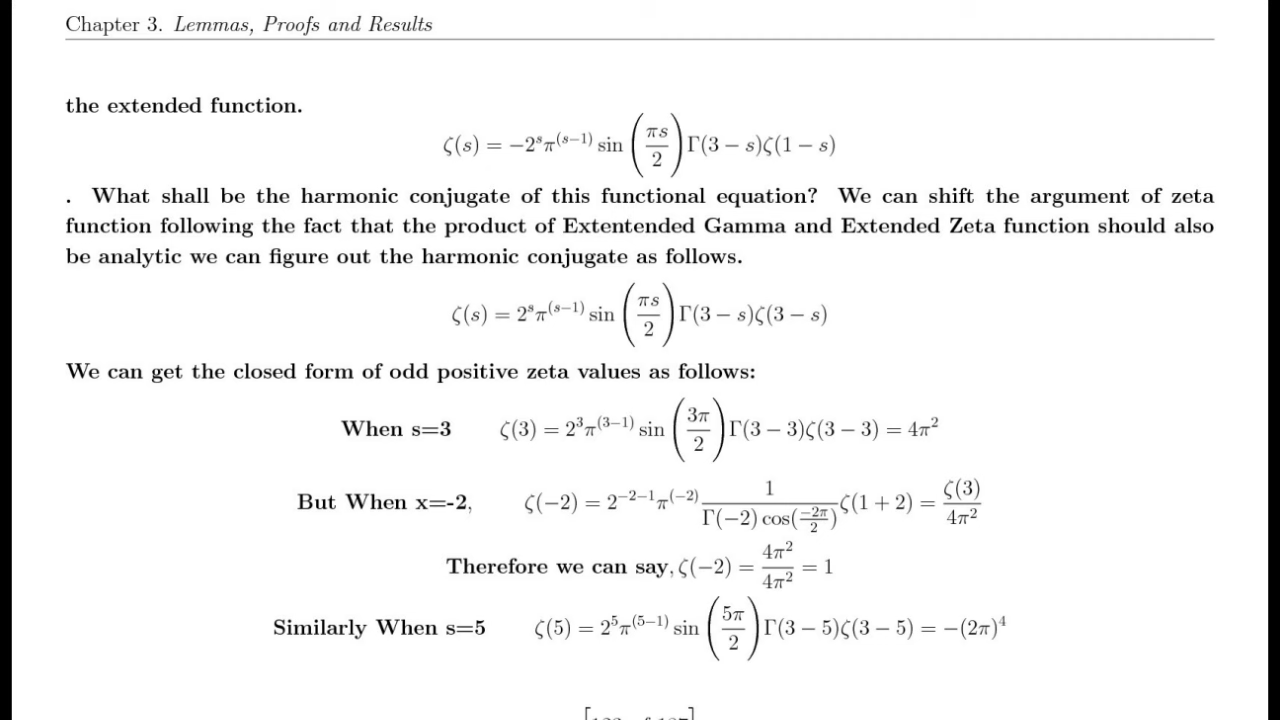 Chapter 3. Lemmas, Proofs and Results
the extended function.
ζ(s) = −2^s π^(s−1) sin(πs/2) Γ(3 − s)ζ(1 − s)
. What shall be the harmonic conjugate of this functional equation? We can shift the argument of zeta
function following the fact that the product of Extentended Gamma and Extended Zeta function should also
be analytic we can figure out the harmonic conjugate as follows.
ζ(s) = 2^s π^(s−1) sin(πs/2) Γ(3 − s)ζ(3 − s)
We can get the closed form of odd positive zeta values as follows:
When s=3 ζ(3) = 2^3 π^(3−1) sin(3π/2) Γ(3 − 3)ζ(3 − 3) = 4π^2
But When x=-2, ζ(−2) = 2^−2−1 π^(−2) 1/(Γ(−2) cos(−2π/2)) ζ(1 + 2) = ζ(3)/4π^2
Therefore we can say, ζ(−2) = 4π^2/4π^2 = 1
Similarly When s=5 ζ(5) = 2^5 π^(5−1) sin(5π/2) Γ(3 − 5)ζ(3 − 5) = −(2π)^4